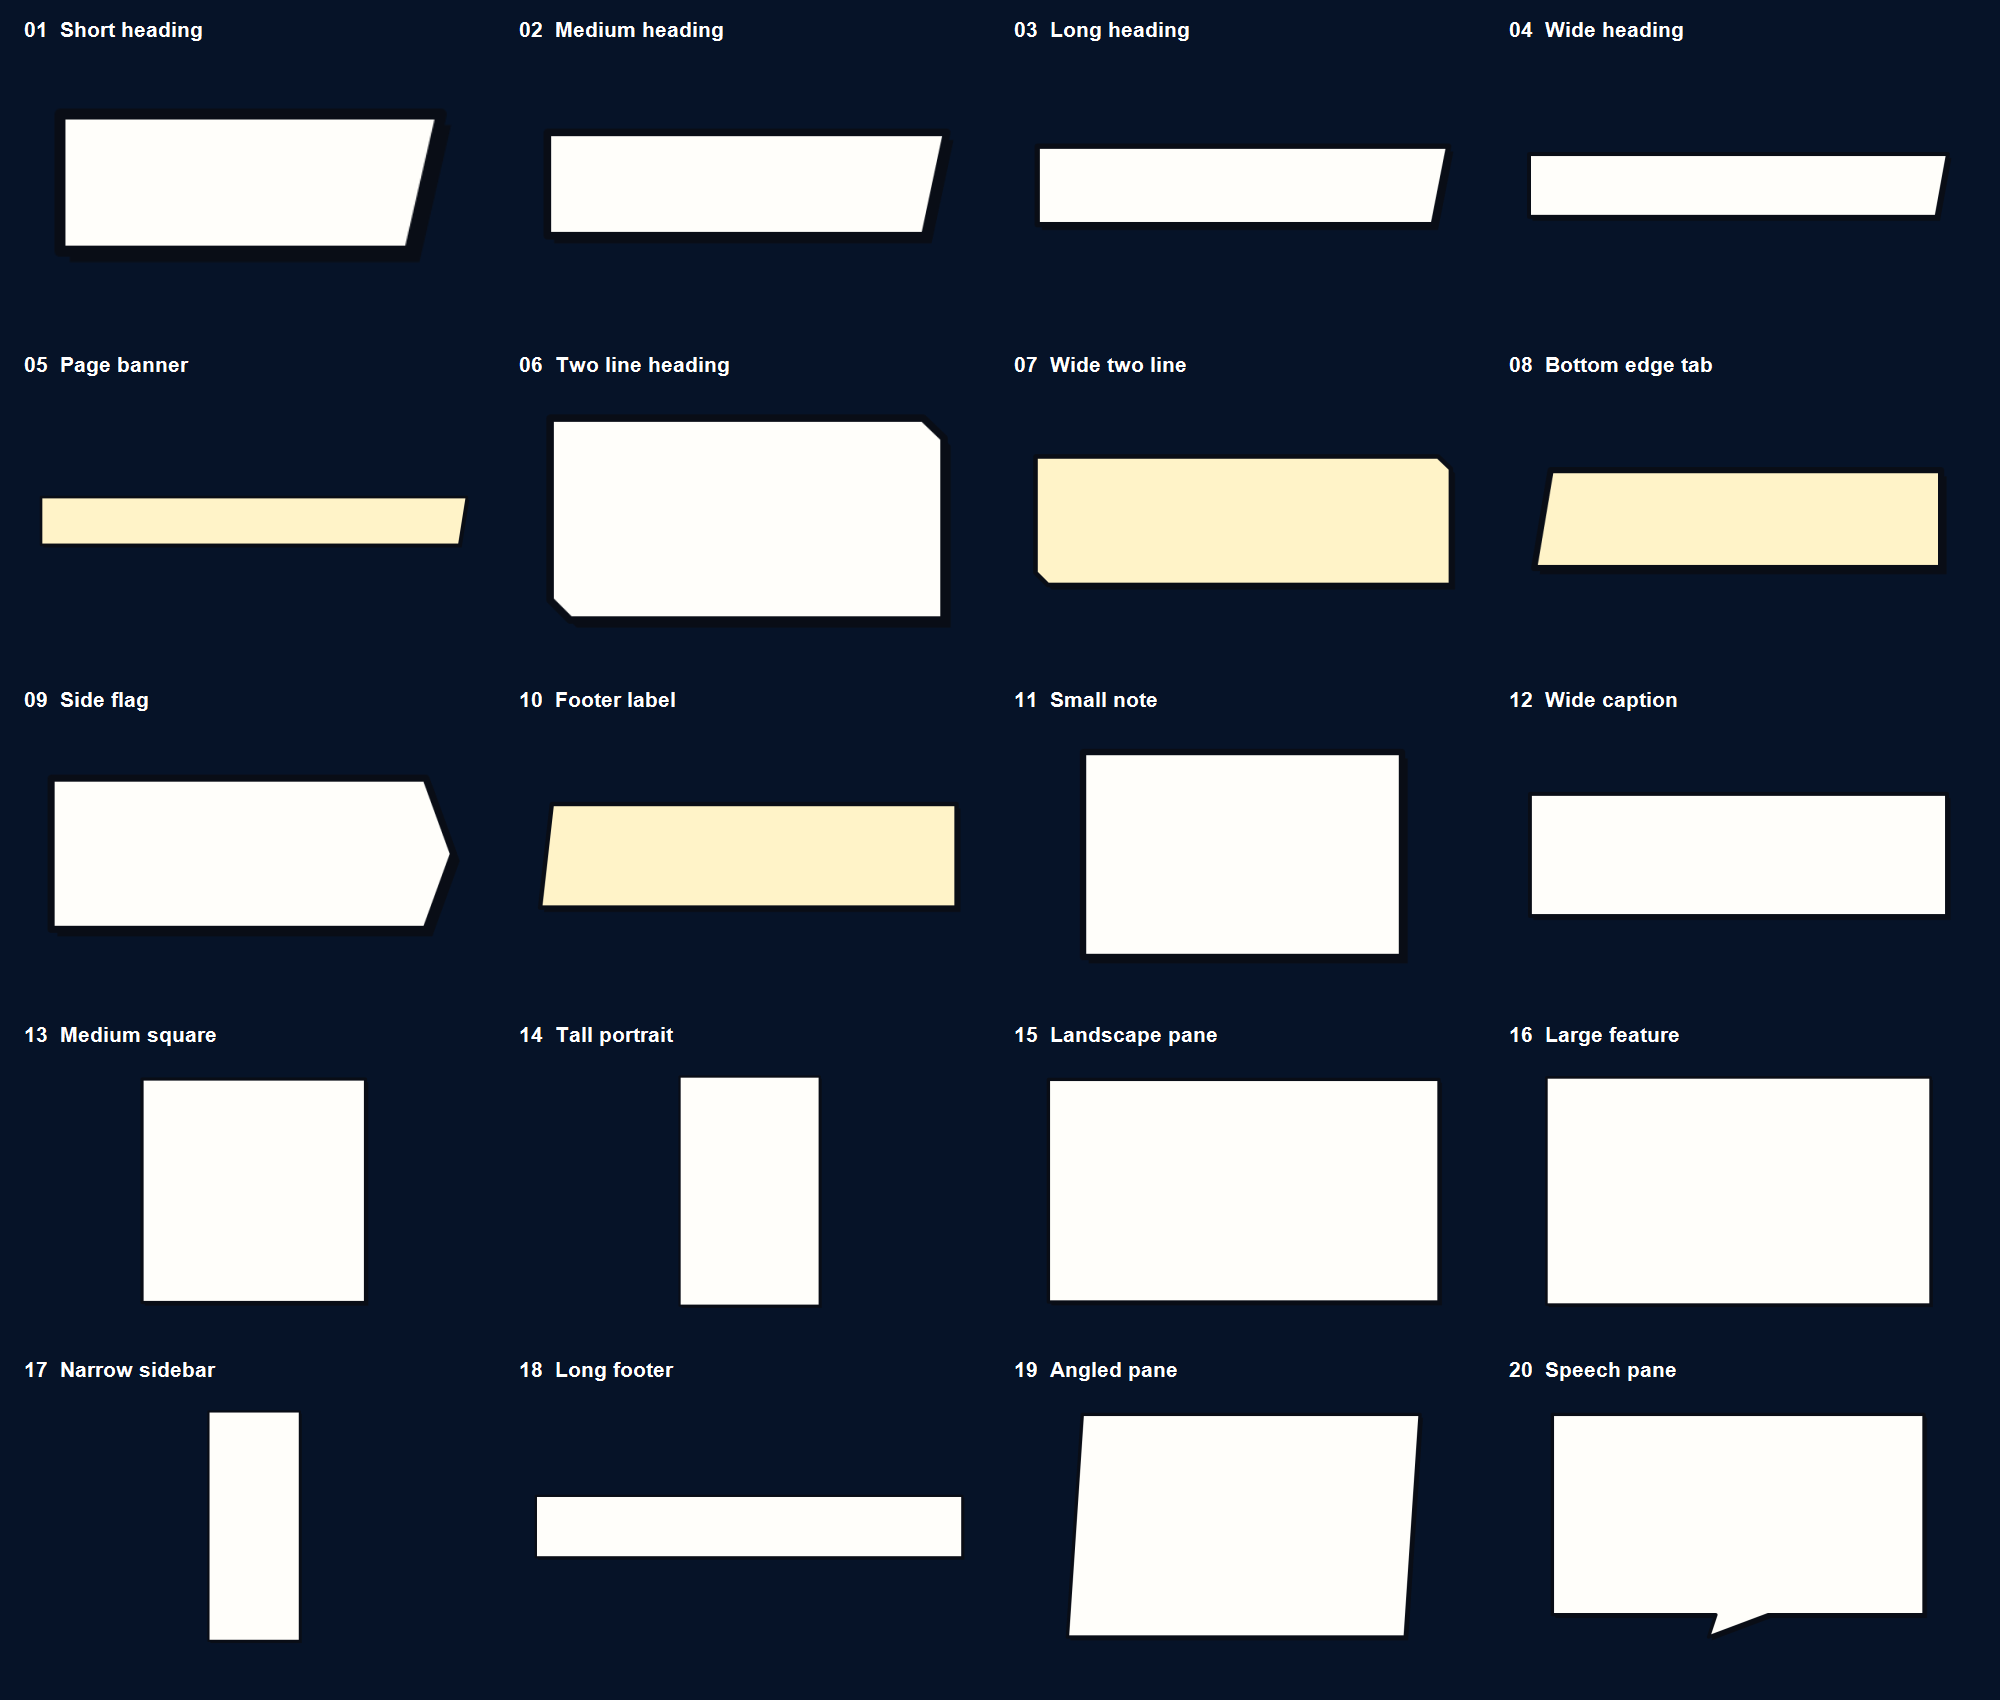 01 Short heading
02 Medium heading
03 Long heading
04 Wide heading
05 Page banner
06 Two line heading
07 Wide two line
08 Bottom edge tab
09 Side flag
10 Footer label
11 Small note
12 Wide caption
13 Medium square
14 Tall portrait
15 Landscape pane
16 Large feature
17 Narrow sidebar
18 Long footer
19 Angled pane
20 Speech pane